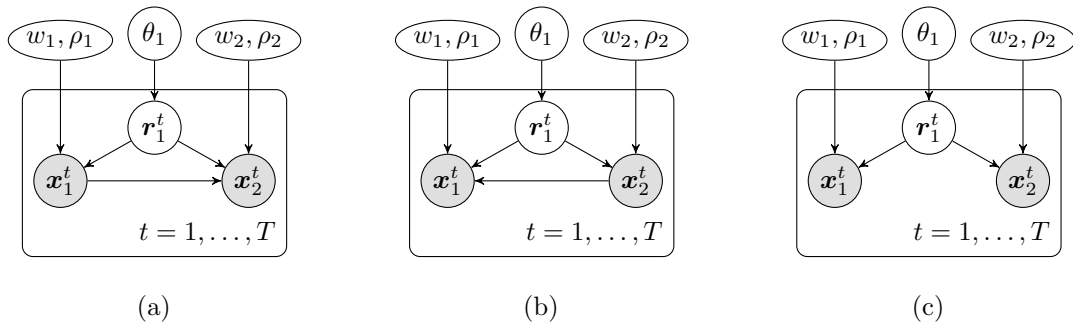 w₁, ρ₁ θ₁ w₂, ρ₂ w₁, ρ₁ θ₁ w₂, ρ₂ w₁, ρ₁ θ₁ w₂, ρ₂
r₁ᵗ r₁ᵗ r₁ᵗ
x₁ᵗ x₂ᵗ x₁ᵗ x₂ᵗ x₁ᵗ x₂ᵗ
t = 1, . . . , T t = 1, . . . , T t = 1, . . . , T
(a) (b) (c)